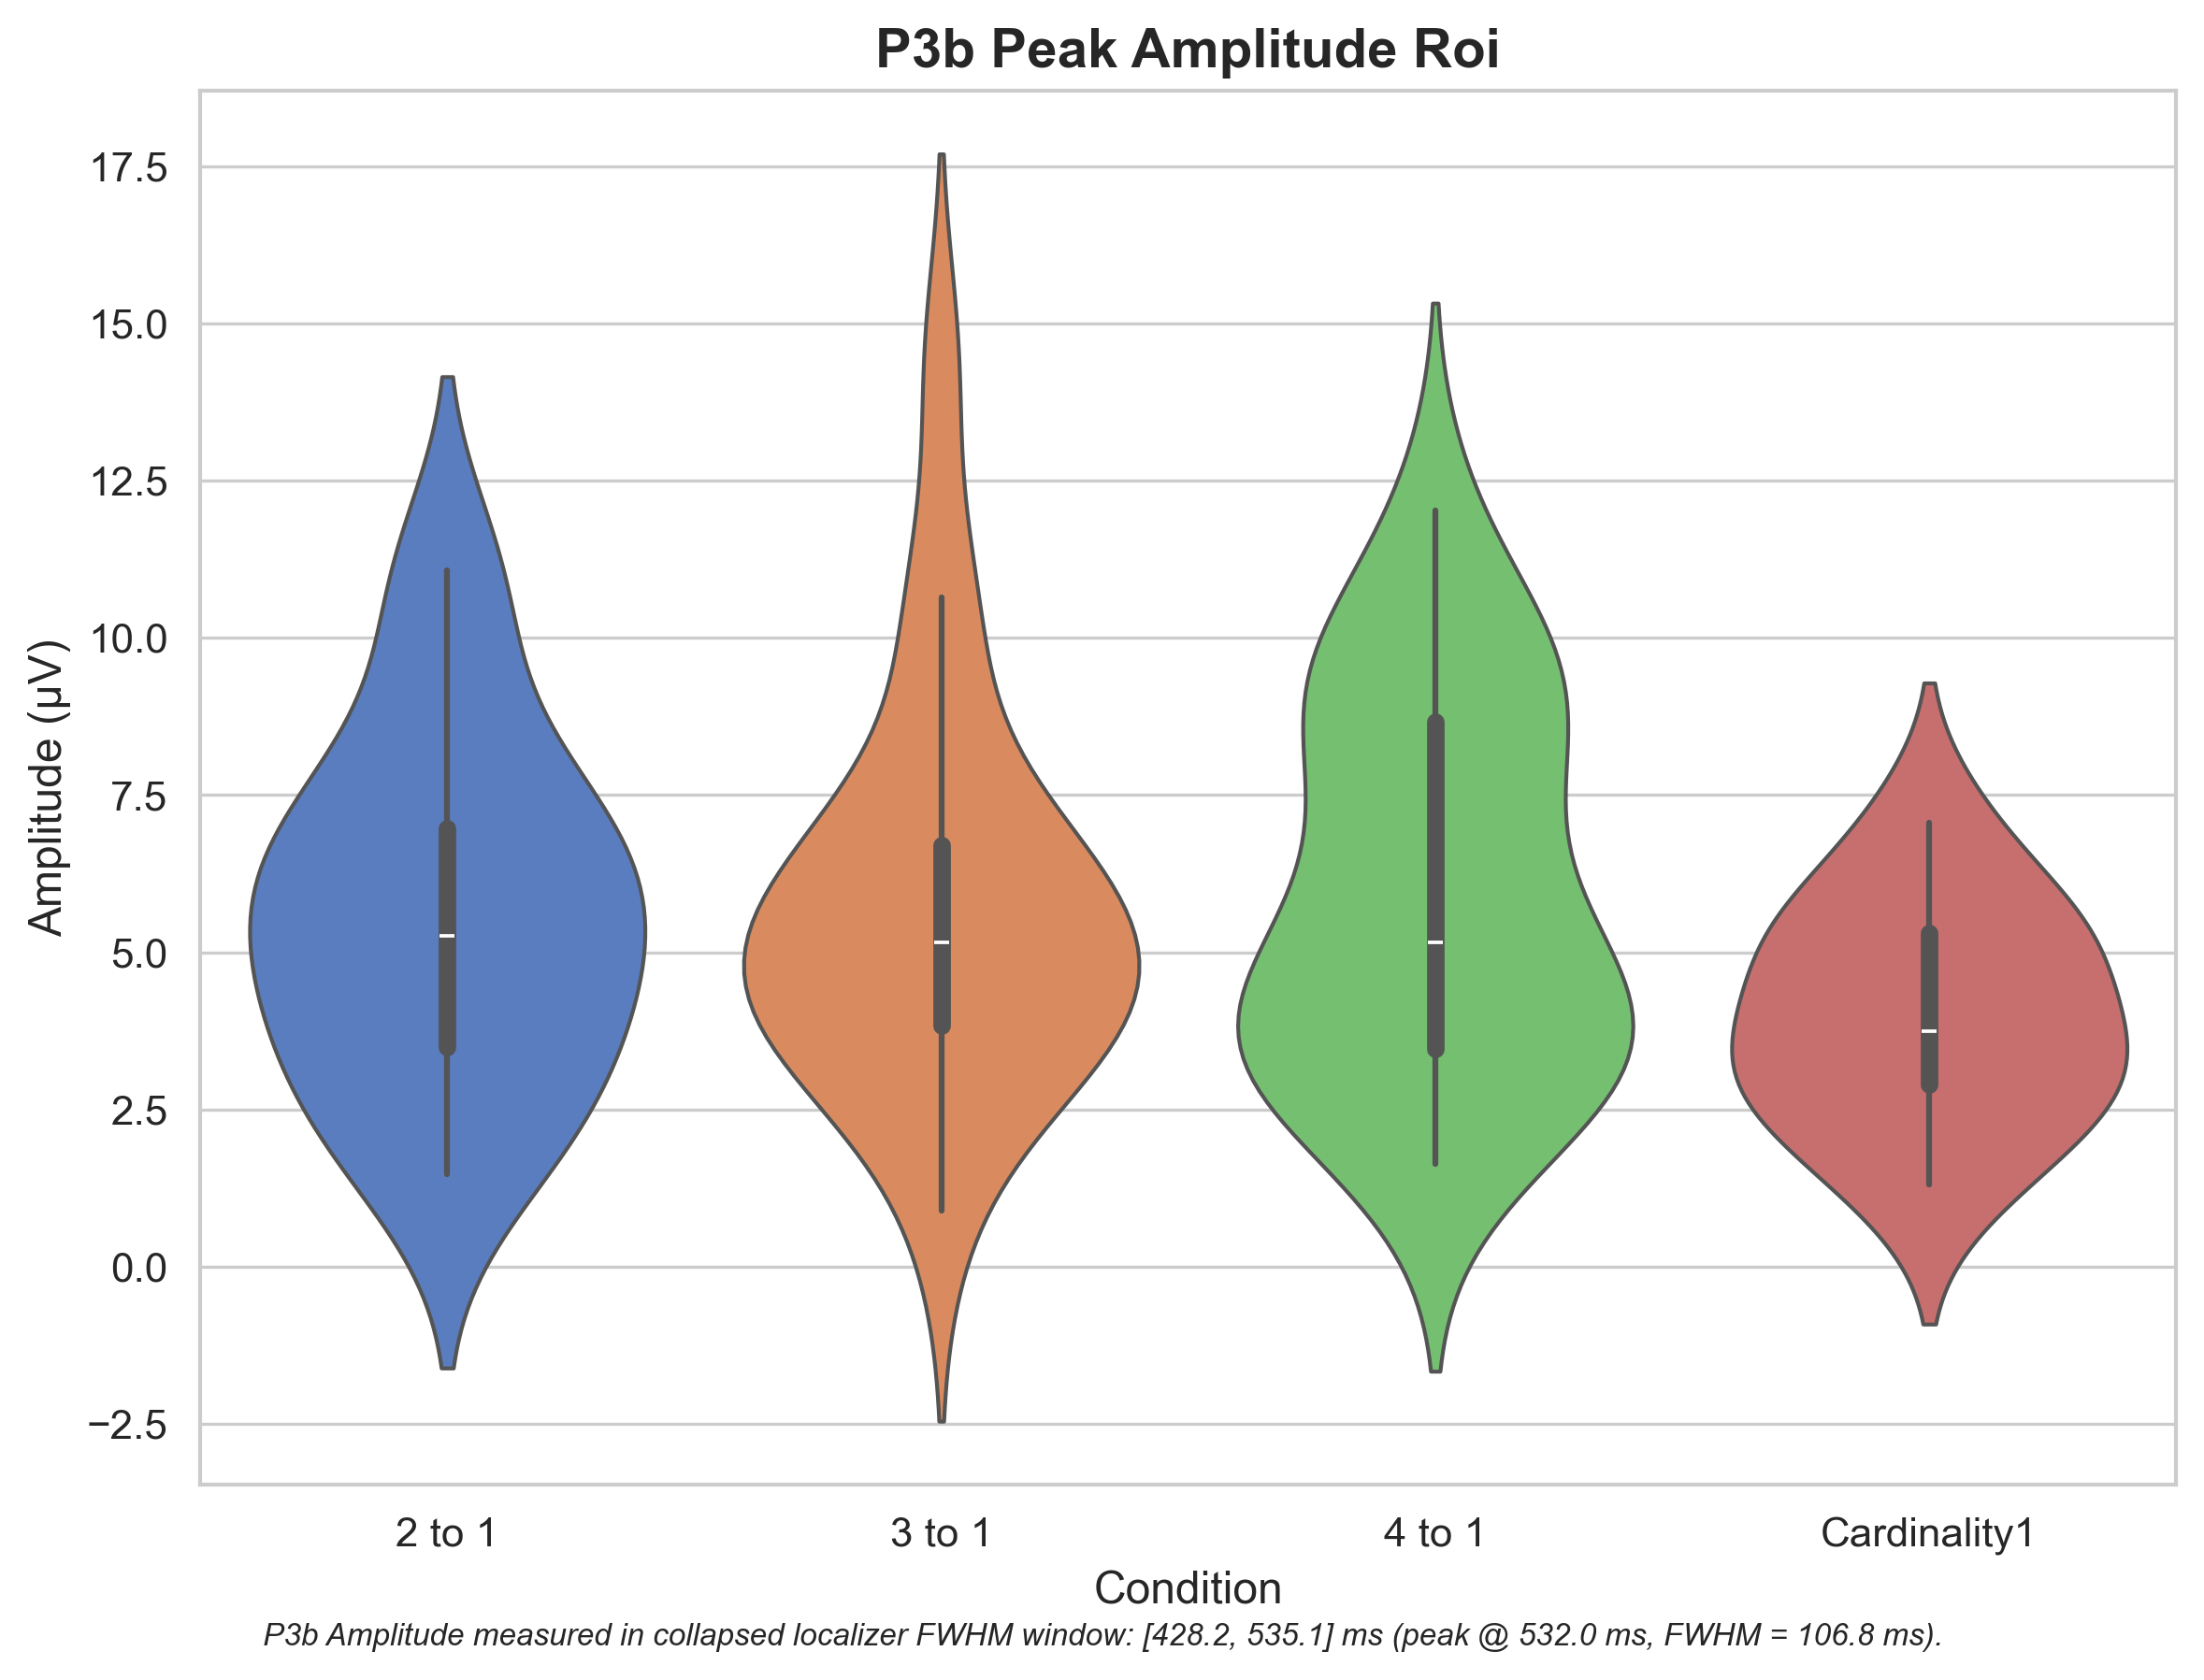 P3b Peak Amplitude Roi
17.5
15.0
12.5
10.0
7.5
5.0
2.5
0.0
−2.5
Amplitude (µV)
2 to 1
3 to 1
4 to 1
Cardinality1
Condition
P3b Amplitude measured in collapsed localizer FWHM window: [428.2, 535.1] ms (peak @ 532.0 ms, FWHM = 106.8 ms).